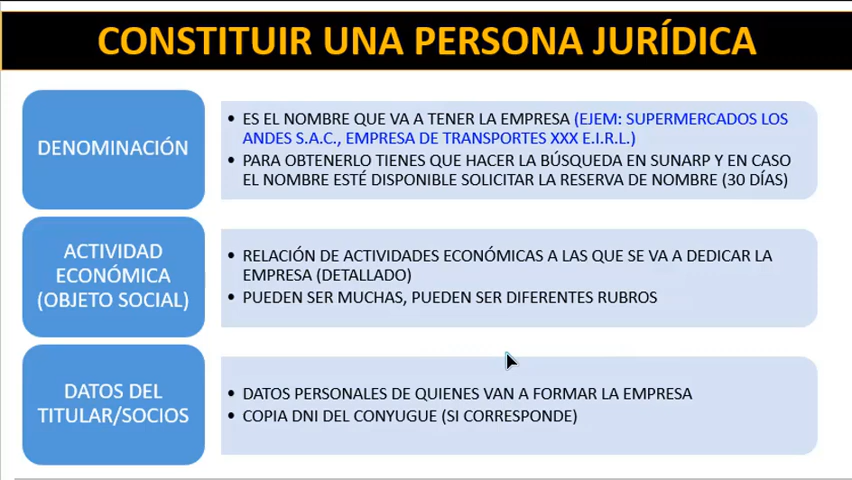 CONSTITUIR UNA PERSONA JURÍDICA
DENOMINACIÓN
• ES EL NOMBRE QUE VA A TENER LA EMPRESA (EJEM: SUPERMERCADOS LOS
ANDES S.A.C., EMPRESA DE TRANSPORTES XXX E.I.R.L.)
• PARA OBTENERLO TIENES QUE HACER LA BÚSQUEDA EN SUNARP Y EN CASO
EL NOMBRE ESTÉ DISPONIBLE SOLICITAR LA RESERVA DE NOMBRE (30 DÍAS)
ACTIVIDAD
ECONÓMICA
(OBJETO SOCIAL)
• RELACIÓN DE ACTIVIDADES ECONÓMICAS A LAS QUE SE VA A DEDICAR LA
EMPRESA (DETALLADO)
• PUEDEN SER MUCHAS, PUEDEN SER DIFERENTES RUBROS
DATOS DEL
TITULAR/SOCIOS
• DATOS PERSONALES DE QUIENES VAN A FORMAR LA EMPRESA
• COPIA DNI DEL CONYUGUE (SI CORRESPONDE)